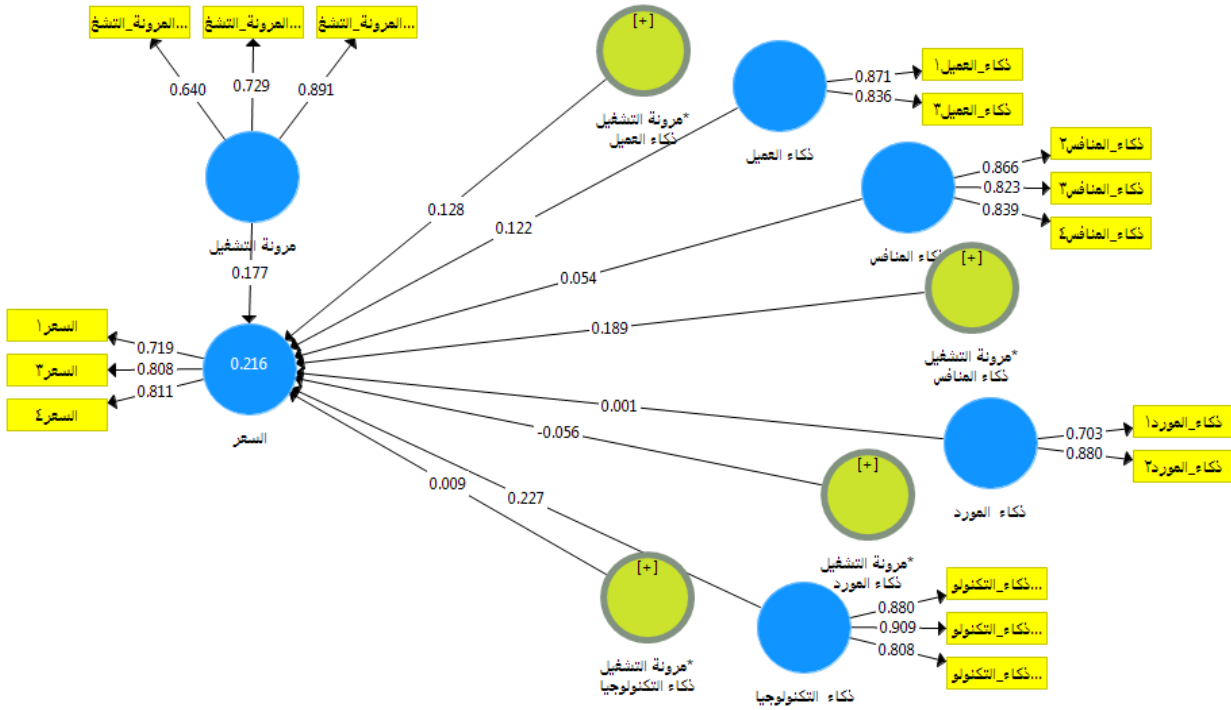 المرونة_التشغ...
المرونة_التشغ...
المرونة_التشغ...
0.640
0.729
0.891
مرونة التشغيل
0.177
السعر١
السعر٣
السعر٤
0.719
0.808
0.811
0.216
السعر
[+]
مرونة التشغيل*
ذكاء العميل
0.128
ذكاء العميل
0.871
0.836
ذكاء_العميل١
ذكاء_العميل٣
0.122
ذكاء المنافس
0.866
0.823
0.839
ذكاء_المنافس٢
ذكاء_المنافس٣
ذكاء_المنافس٤
0.054
[+]
مرونة التشغيل*
ذكاء المنافس
0.189
ذكاء المورد
0.703
0.880
ذكاء_المورد١
ذكاء_المورد٢
0.001
[+]
مرونة التشغيل*
ذكاء المورد
-0.056
ذكاء التكنولوجيا
0.880
0.909
0.808
ذكاء_التكنولو...
ذكاء_التكنولو...
ذكاء_التكنولو...
0.227
[+]
مرونة التشغيل*
ذكاء التكنولوجيا
0.009